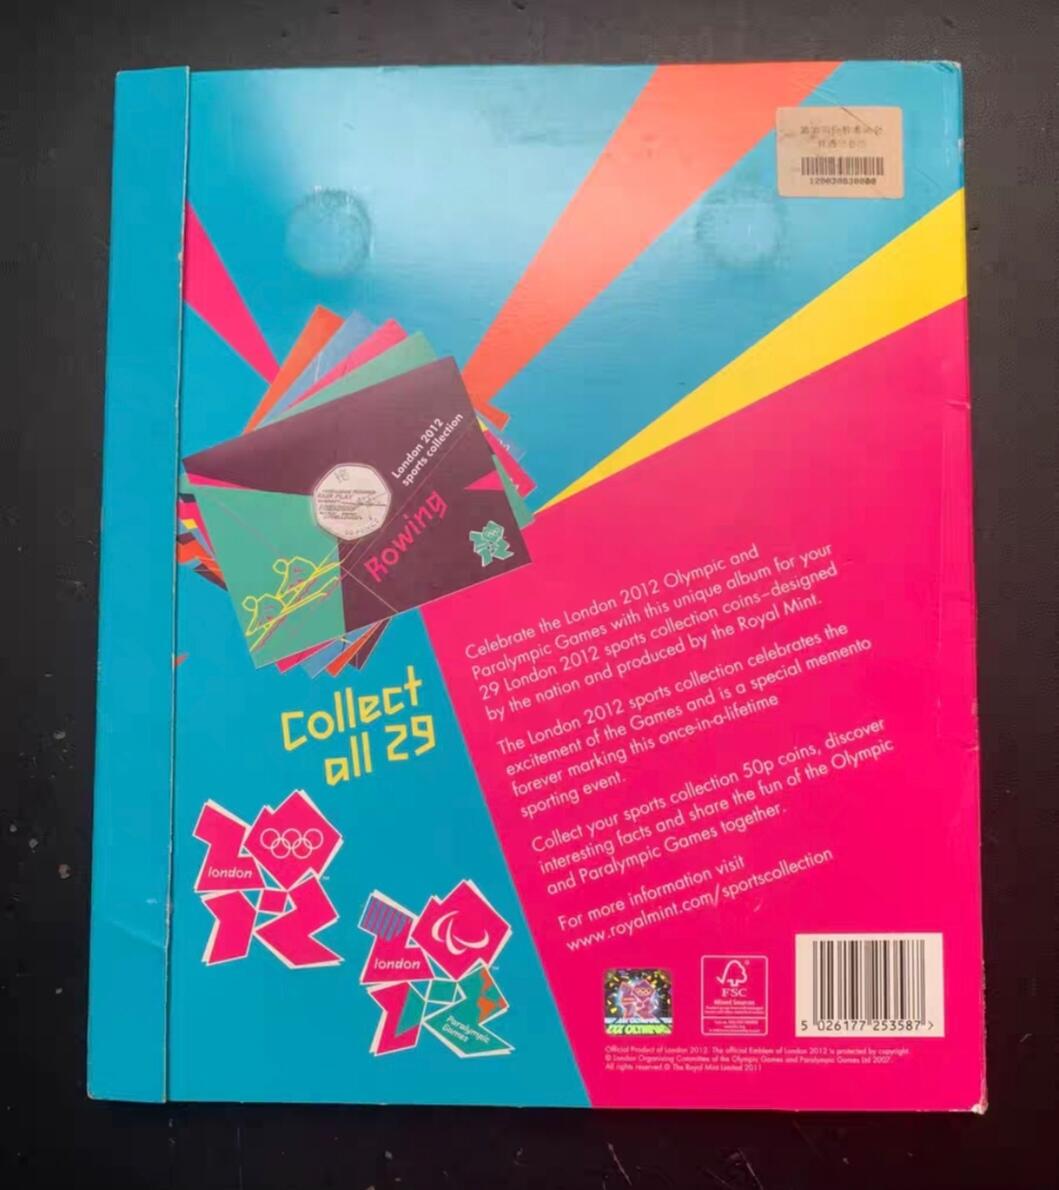 120030830000
London 2012
sports collection
Rowing
Celebrate the London 2012 Olympic and
Paralympic Games with this unique album for your
29 London 2012 sports collection coins–designed
by the nation and produced by the Royal Mint.
The London 2012 sports collection celebrates the
excitement of the Games and is a special memento
forever marking this once-in-a-lifetime
sporting event.
Collect your sports collection 50p coins, discover
interesting facts and share the fun of the Olympic
and Paralympic Games together.
For more information visit
www.royalmint.com/sportscollection
Collect
all 29
london
london
Paralympic
Games
FSC
Mixed Sources
5 026177 253587 >
Official Product of London 2012. The official Emblem of London 2012 is protected by copyright.
© London Organising Committee of the Olympic Games and Paralympic Games Ltd 2007.
All rights reserved. © The Royal Mint Limited 2011